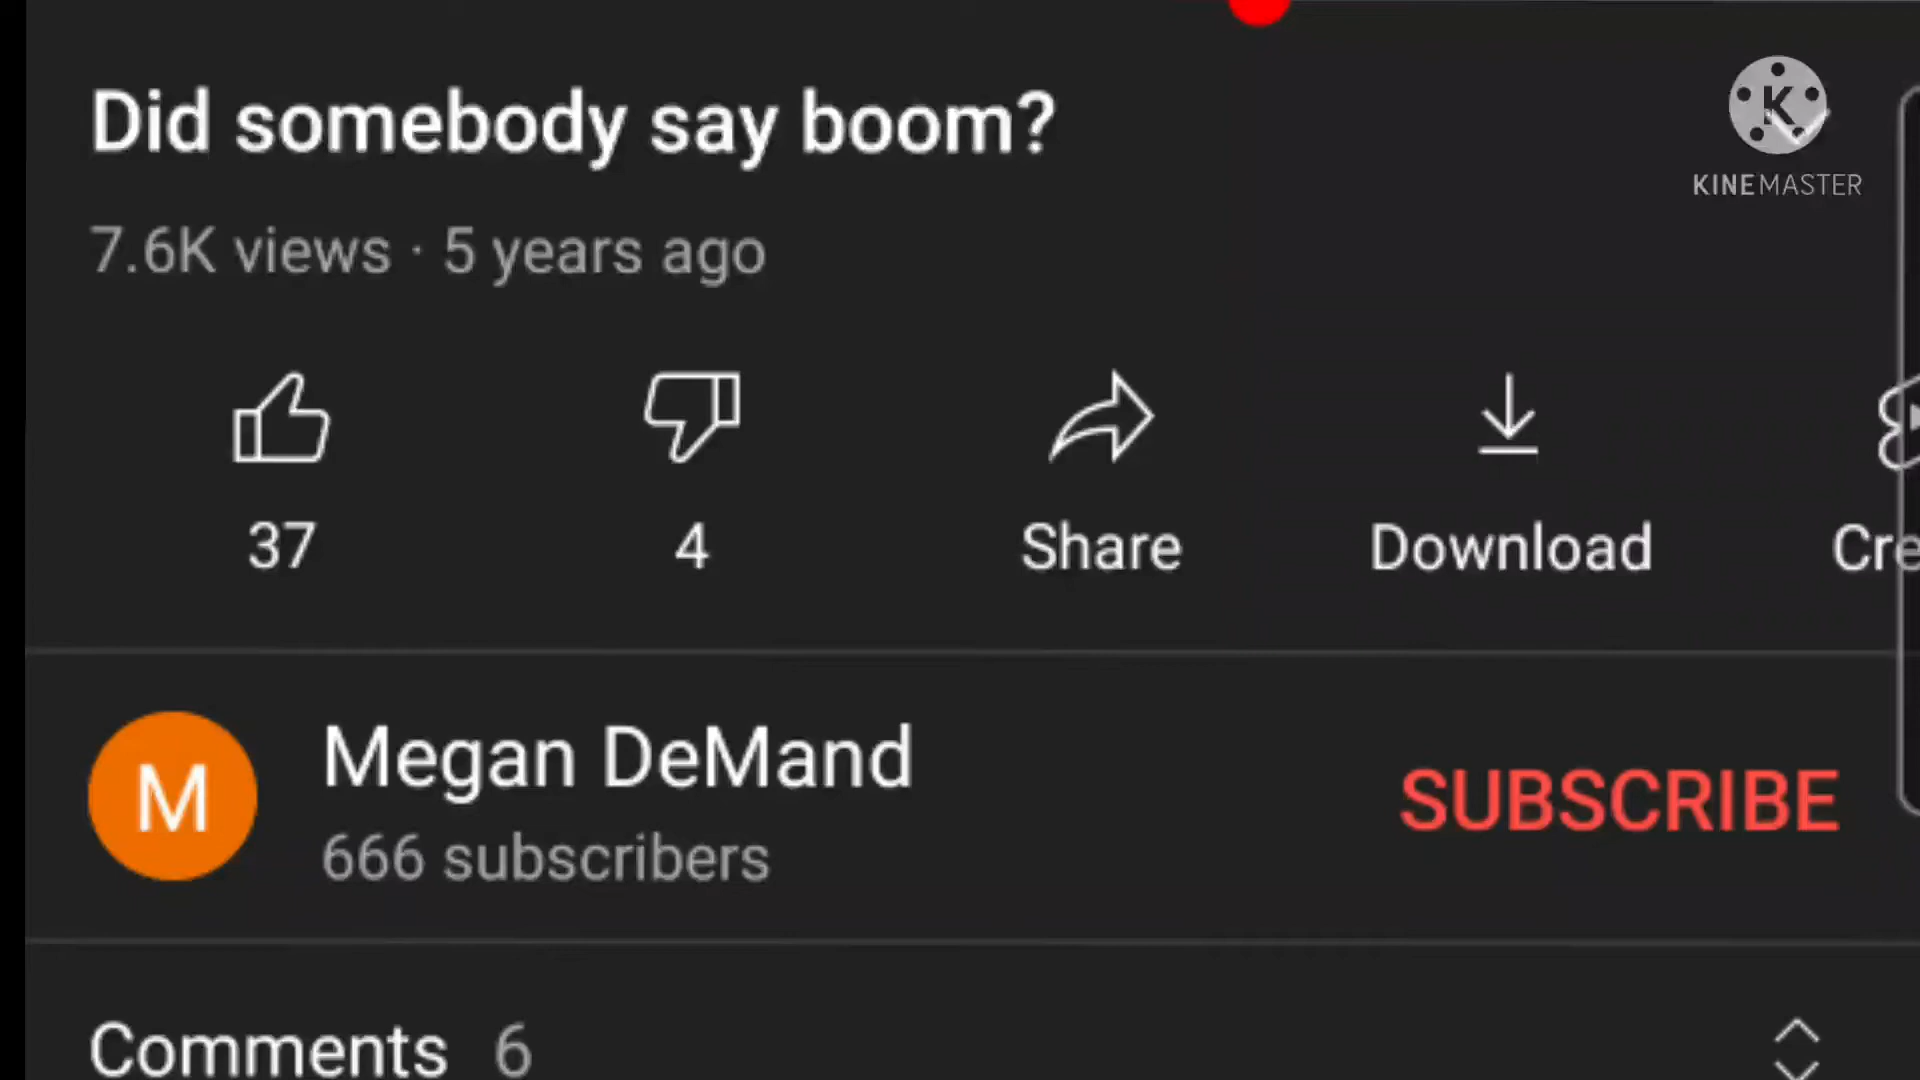 Did somebody say boom?
K
KINEMASTER
7.6K views · 5 years ago
37
4
Share
Download
Cre
M
Megan DeMand
666 subscribers
SUBSCRIBE
Comments 6